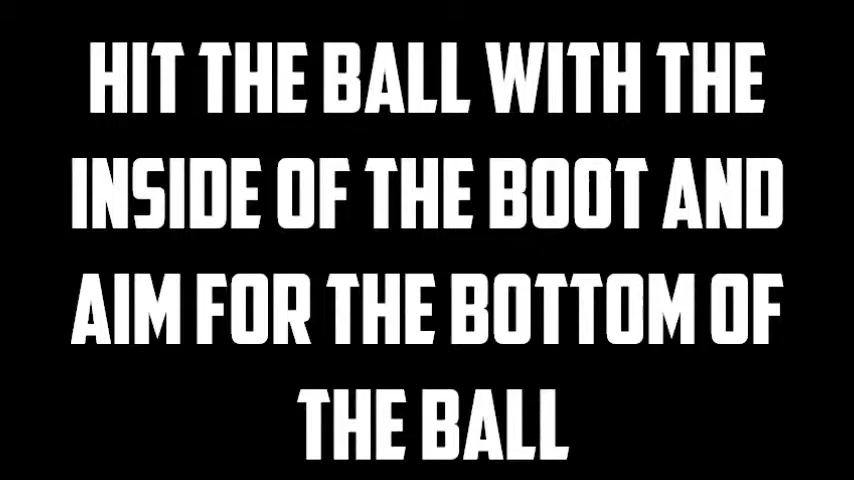 HIT THE BALL WITH THE
INSIDE OF THE BOOT AND
AIM FOR THE BOTTOM OF
THE BALL